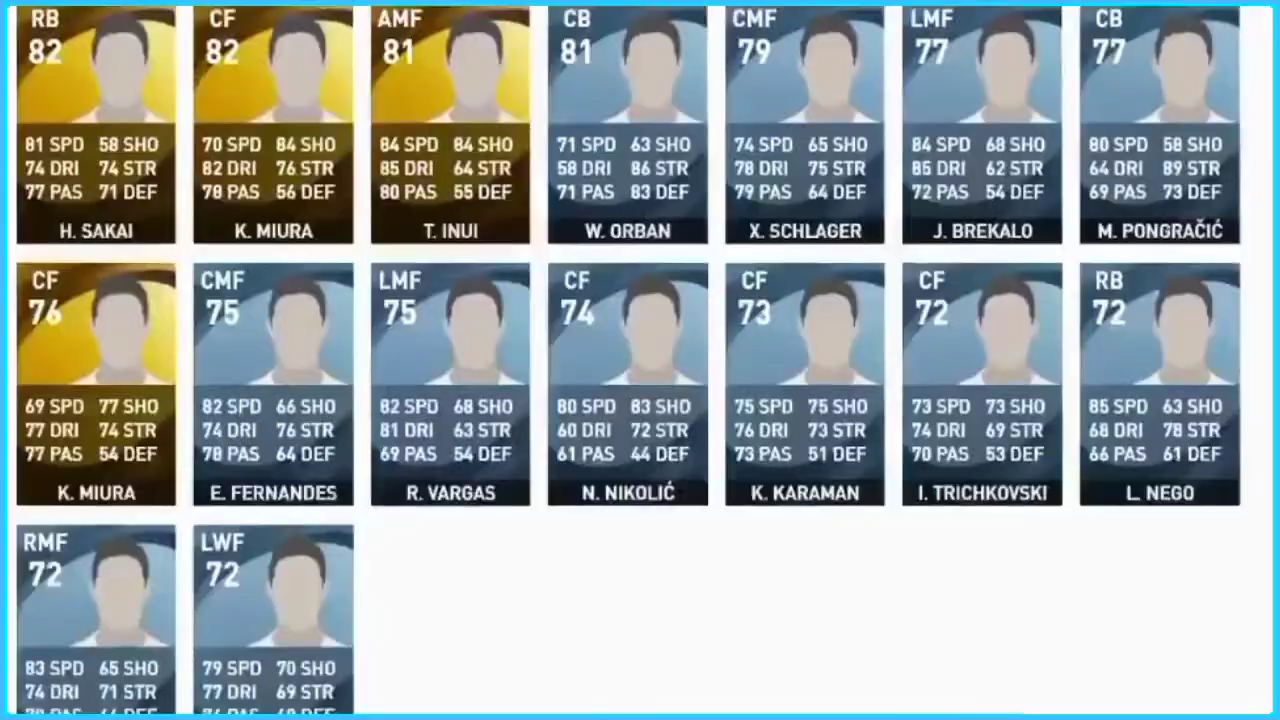 RB CF AMF CB CMF LMF CB
82 82 81 81 79 77 77
81 SPD 58 SHO 70 SPD 84 SHO 84 SPD 84 SHO 71 SPD 63 SHO 74 SPD 65 SHO 84 SPD 68 SHO 80 SPD 58 SHO
74 DRI 74 STR 82 DRI 76 STR 85 DRI 64 STR 58 DRI 86 STR 78 DRI 75 STR 85 DRI 62 STR 64 DRI 89 STR
77 PAS 71 DEF 78 PAS 56 DEF 80 PAS 55 DEF 71 PAS 83 DEF 79 PAS 64 DEF 72 PAS 54 DEF 69 PAS 73 DEF
H. SAKAI K. MIURA T. INUI W. ORBAN X. SCHLAGER J. BREKALO M. PONGRAČIĆ
CF CMF LMF CF CF CF RB
76 75 75 74 73 72 72
69 SPD 77 SHO 82 SPD 66 SHO 82 SPD 68 SHO 80 SPD 83 SHO 75 SPD 75 SHO 73 SPD 73 SHO 85 SPD 63 SHO
77 DRI 74 STR 74 DRI 76 STR 81 DRI 63 STR 60 DRI 72 STR 76 DRI 73 STR 74 DRI 69 STR 68 DRI 78 STR
77 PAS 54 DEF 78 PAS 64 DEF 69 PAS 54 DEF 61 PAS 44 DEF 73 PAS 51 DEF 70 PAS 53 DEF 66 PAS 61 DEF
K. MIURA E. FERNANDES R. VARGAS N. NIKOLIĆ K. KARAMAN I. TRICHKOVSKI L. NEGO
RMF LWF
72 72
83 SPD 65 SHO 79 SPD 70 SHO
74 DRI 71 STR 77 DRI 69 STR
PAS DEF PAS DEF